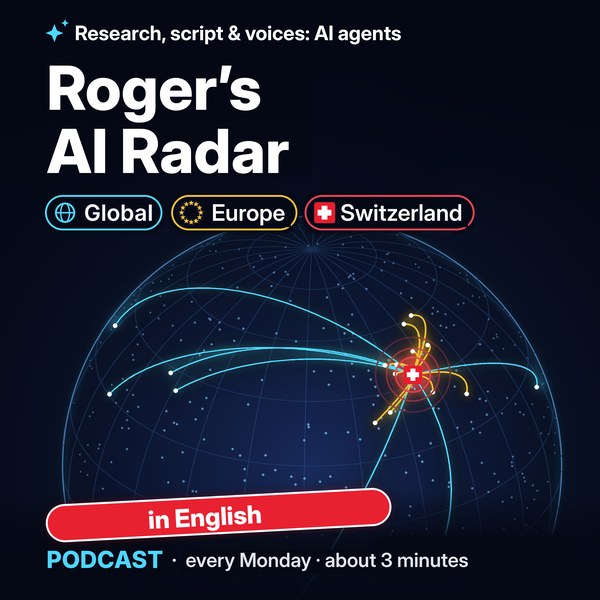 Research, script & voices: AI agents
Roger’s
AI Radar
Global Europe Switzerland
in English
PODCAST · every Monday · about 3 minutes